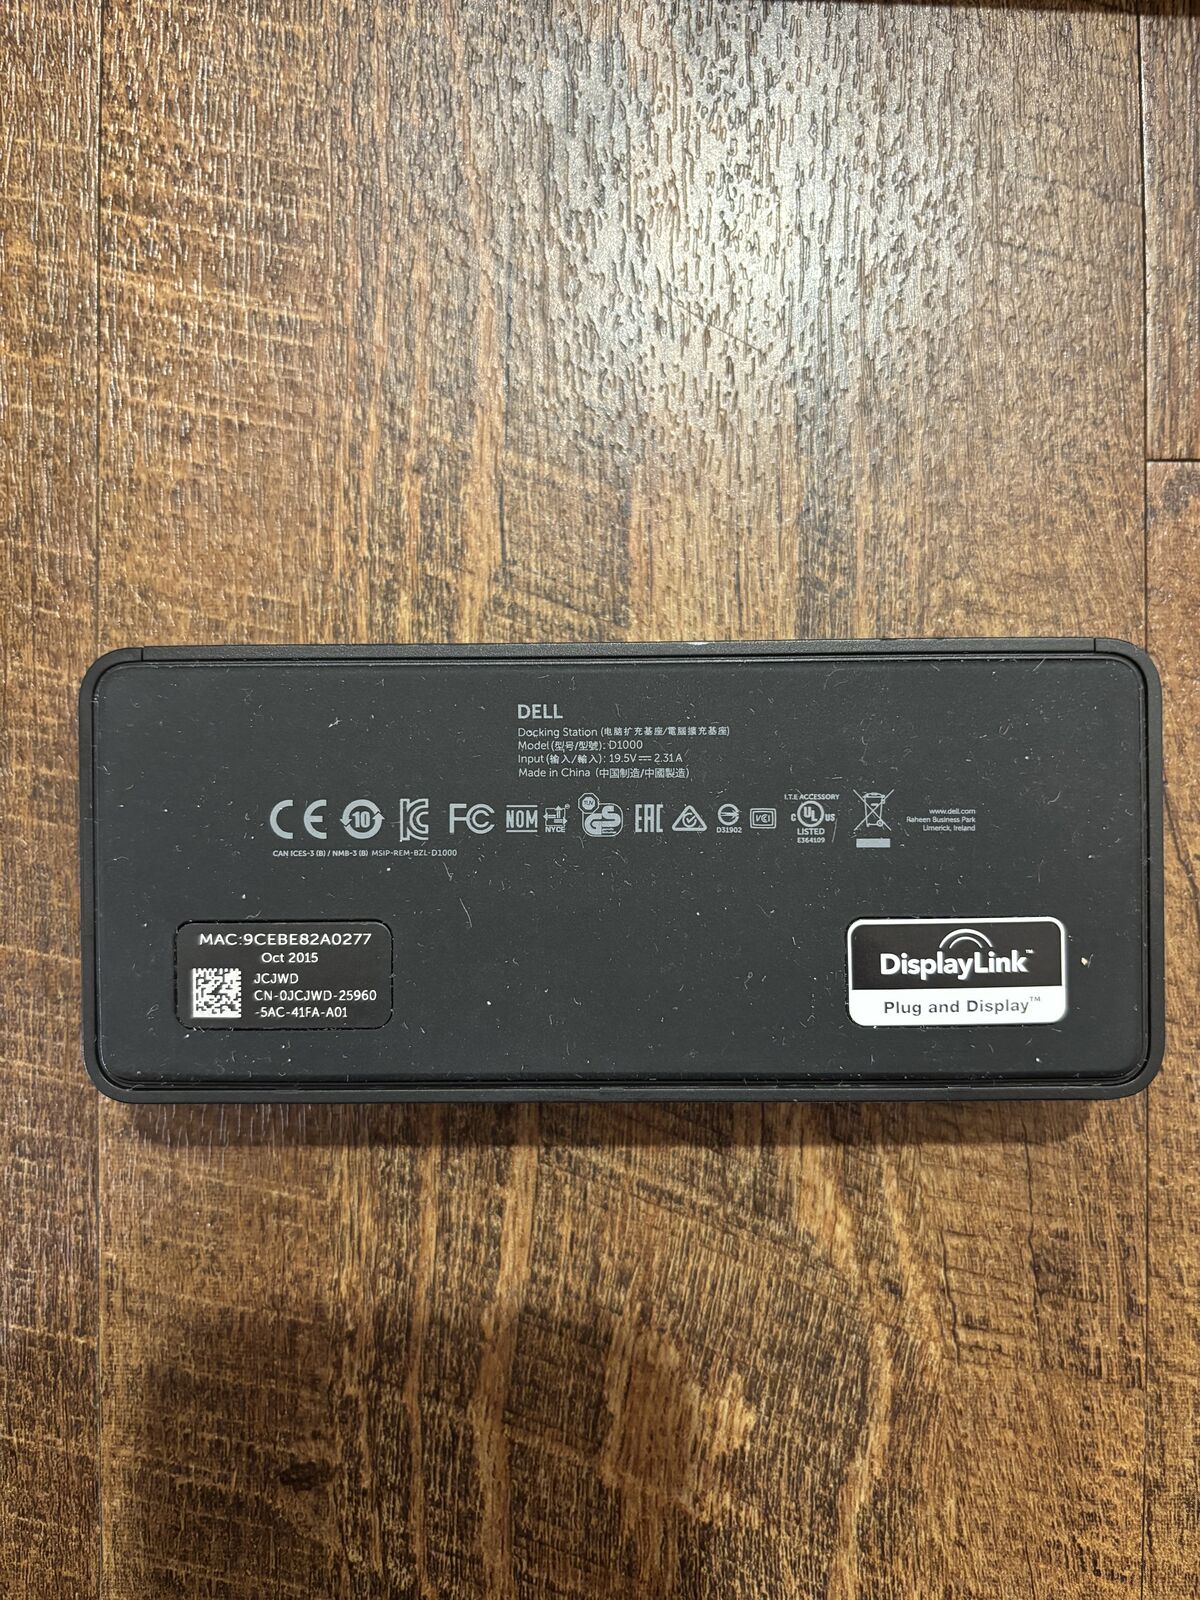 DELL
Docking Station (电脑扩充基座/電腦擴充基座)
Model (型号/型號): D1000
Input (输入/輸入): 19.5V⎓2.31A
Made in China (中国制造/中國製造)
CE 10 FC NOM NYCE TUV GS EAC D31902 VCI
I.T.E ACCESSORY
c UL US
LISTED
E364109
www.dell.com
Raheen Business Park
Limerick, Ireland
CAN ICES-3 (B) / NMB-3 (B) MSIP-REM-BZL-D1000
MAC:9CEBE82A0277
Oct 2015
JCJWD
CN-0JCJWD-25960
-5AC-41FA-A01
DisplayLink™
Plug and Display™